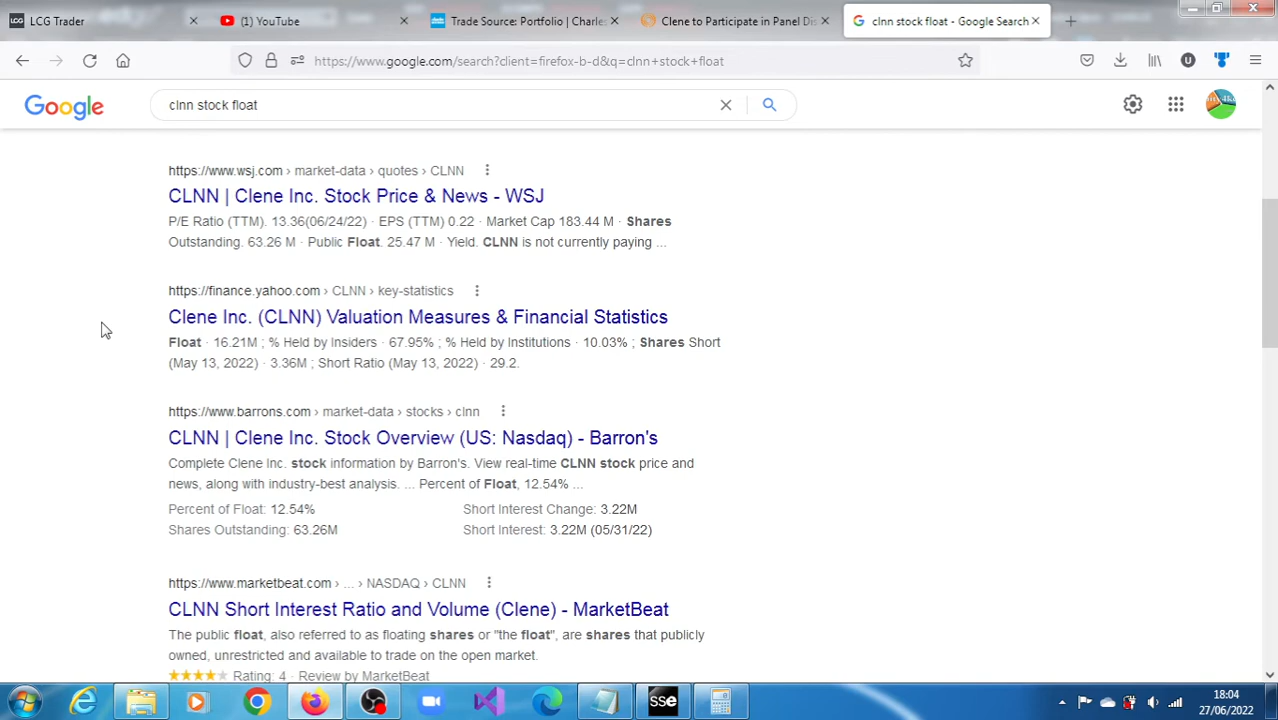 LCG Trader
(1) YouTube
Trade Source: Portfolio | Charle
Clene to Participate in Panel Dis
clnn stock float - Google Search
https://www.google.com/search?client=firefox-b-d&q=clnn+stock+float
Google
clnn stock float
https://www.wsj.com › market-data › quotes › CLNN
CLNN | Clene Inc. Stock Price & News - WSJ
P/E Ratio (TTM). 13.36(06/24/22) · EPS (TTM) 0.22 · Market Cap 183.44 M · Shares
Outstanding. 63.26 M · Public Float. 25.47 M · Yield. CLNN is not currently paying ...
https://finance.yahoo.com › CLNN › key-statistics
Clene Inc. (CLNN) Valuation Measures & Financial Statistics
Float · 16.21M ; % Held by Insiders · 67.95% ; % Held by Institutions · 10.03% ; Shares Short
(May 13, 2022) · 3.36M ; Short Ratio (May 13, 2022) · 29.2.
https://www.barrons.com › market-data › stocks › clnn
CLNN | Clene Inc. Stock Overview (US: Nasdaq) - Barron's
Complete Clene Inc. stock information by Barron's. View real-time CLNN stock price and
news, along with industry-best analysis. ... Percent of Float, 12.54% ...
Percent of Float: 12.54%
Short Interest Change: 3.22M
Shares Outstanding: 63.26M
Short Interest: 3.22M (05/31/22)
https://www.marketbeat.com › ... › NASDAQ › CLNN
CLNN Short Interest Ratio and Volume (Clene) - MarketBeat
The public float, also referred to as floating shares or "the float", are shares that publicly
owned, unrestricted and available to trade on the open market.
Rating: 4 · Review by MarketBeat
SSE
18:04
27/06/2022